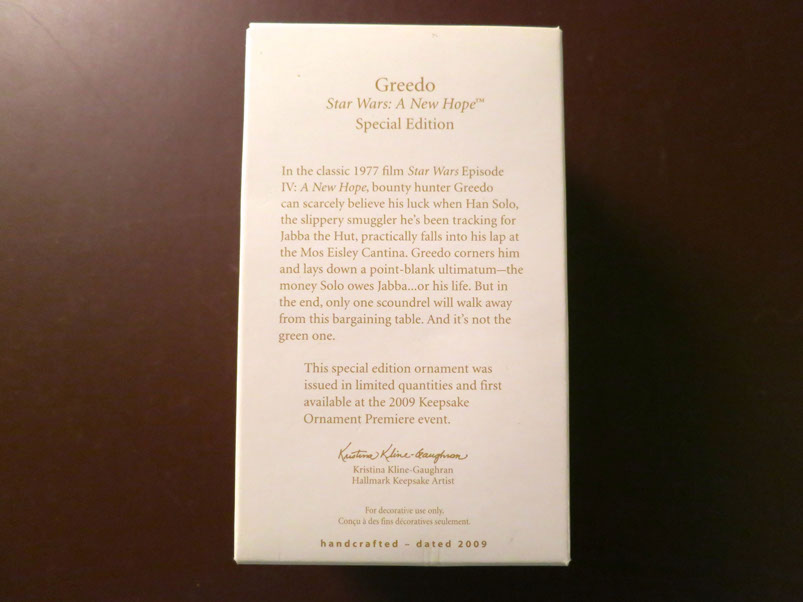 Greedo
Star Wars: A New Hope™
Special Edition
In the classic 1977 film Star Wars Episode
IV: A New Hope, bounty hunter Greedo
can scarcely believe his luck when Han Solo,
the slippery smuggler he's been tracking for
Jabba the Hut, practically falls into his lap at
the Mos Eisley Cantina. Greedo corners him
and lays down a point-blank ultimatum—the
money Solo owes Jabba...or his life. But in
the end, only one scoundrel will walk away
from this bargaining table. And it's not the
green one.
This special edition ornament was
issued in limited quantities and first
available at the 2009 Keepsake
Ornament Premiere event.
Kristina Kline-Gaughran
Kristina Kline-Gaughran
Hallmark Keepsake Artist
For decorative use only.
Conçu à des fins décoratives seulement.
handcrafted – dated 2009